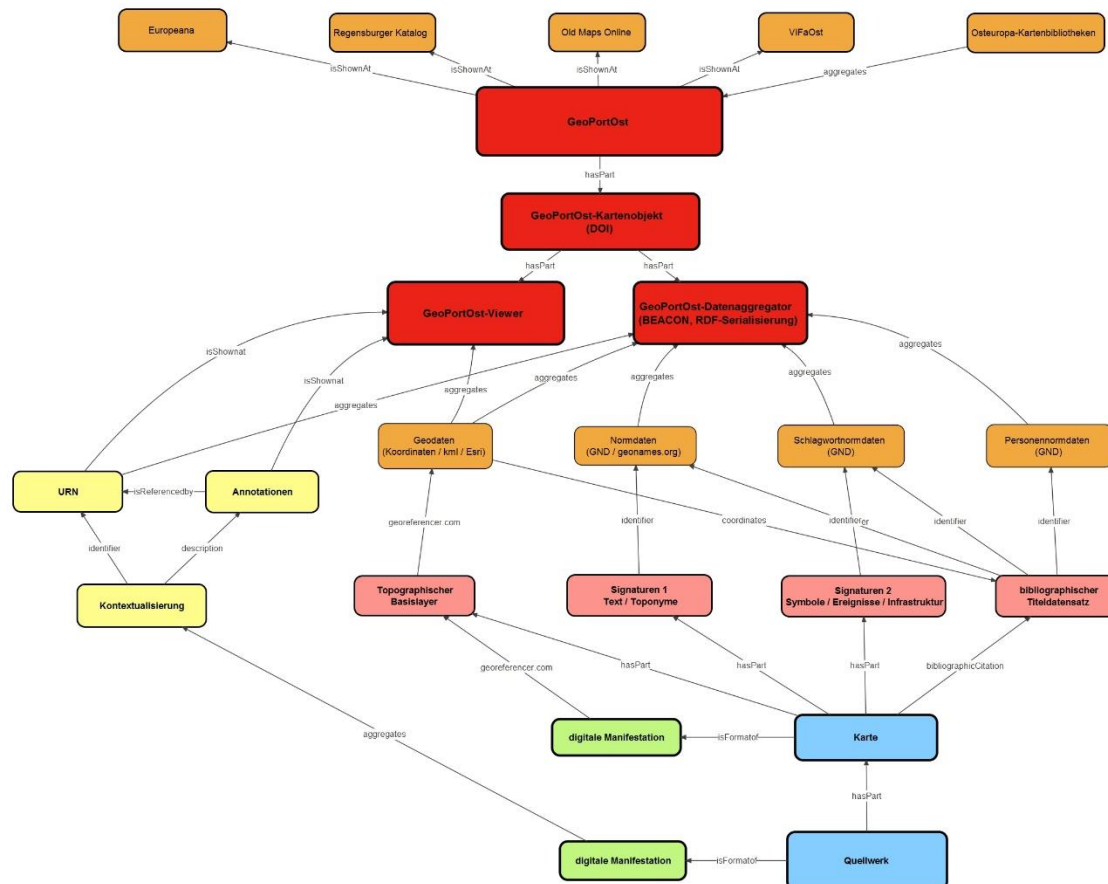 Europeana
Regensburger Katalog
Old Maps Online
ViFaOst
Osteuropa-Kartenbibliotheken
isShownAt
isShownAt
isShownAt
isShownAt
aggregates
GeoPortOst
hasPart
GeoPortOst-Kartenobjekt
(DOI)
hasPart
hasPart
GeoPortOst-Viewer
GeoPortOst-Datenaggregator
(BEACON, RDF-Serialisierung)
isShownat
isShownat
aggregates
aggregates
aggregates
aggregates
aggregates
aggregates
Geodaten
(Koordinaten / kml / Esri)
Normdaten
(GND / geonames.org)
Schlagwortnormdaten
(GND)
Personennormdaten
(GND)
URN
isReferencedby
Annotationen
georeferencer.com
identifier
coordinates
identifier
identifier
identifier
identifier
identifier
description
Kontextualisierung
Topographischer
Basislayer
Signaturen 1
Text / Toponyme
Signaturen 2
Symbole / Ereignisse / Infrastruktur
bibliographischer
Titeldatensatz
georeferencer.com
hasPart
hasPart
hasPart
bibliographicCitation
digitale Manifestation
isFormatof
Karte
aggregates
hasPart
digitale Manifestation
isFormatof
Quellwerk